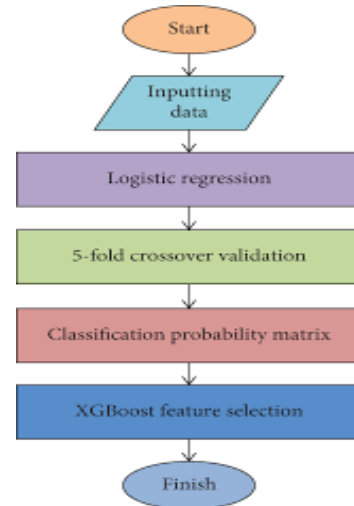 Start
Inputting
data
Logistic regression
5-fold crossover validation
Classification probability matrix
XGBoost feature selection
Finish